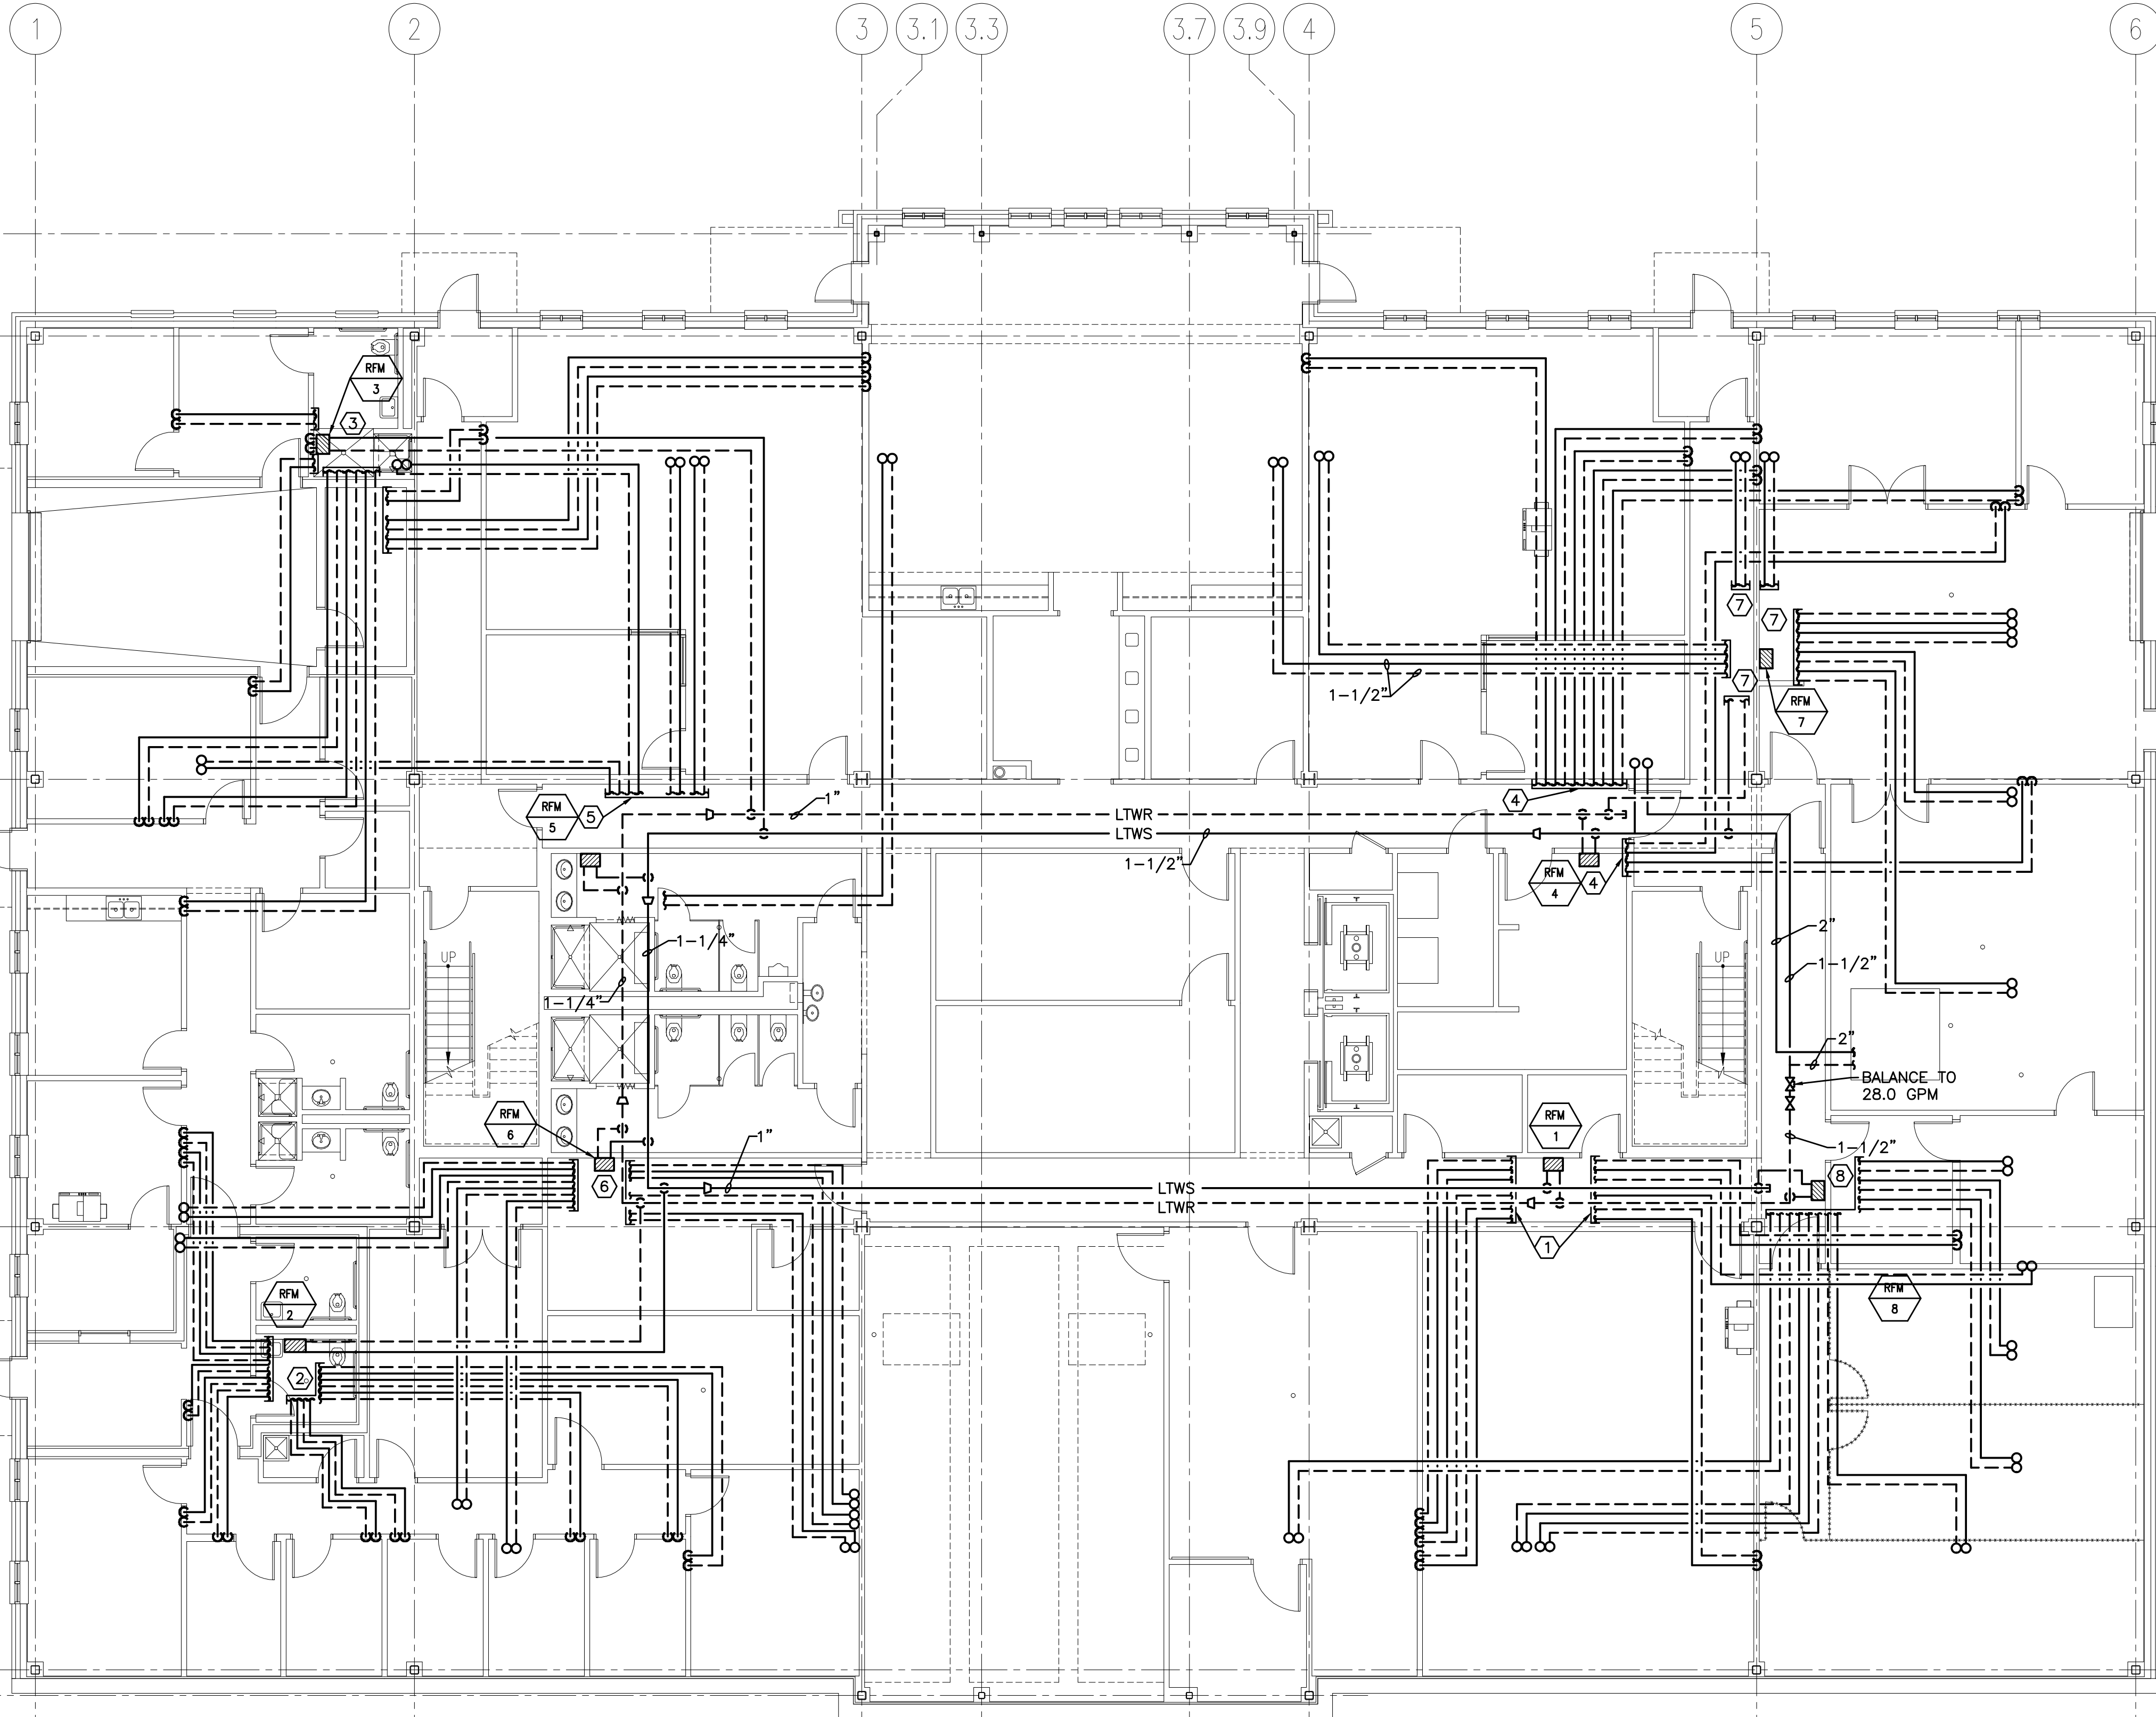 1
2
3
3.1
3.3
3.7
3.9
4
5
6
RFM
3
3
7
7
1-1/2"
7
RFM
7
1"
RFM
5
5
LTWR
LTWS
1-1/2"
4
RFM
4
4
2"
1-1/4"
UP
UP
1-1/2"
1-1/4"
2"
BALANCE TO
28.0 GPM
RFM
6
RFM
1
1"
1-1/2"
6
LTWS
LTWR
8
1
RFM
2
RFM
8
2